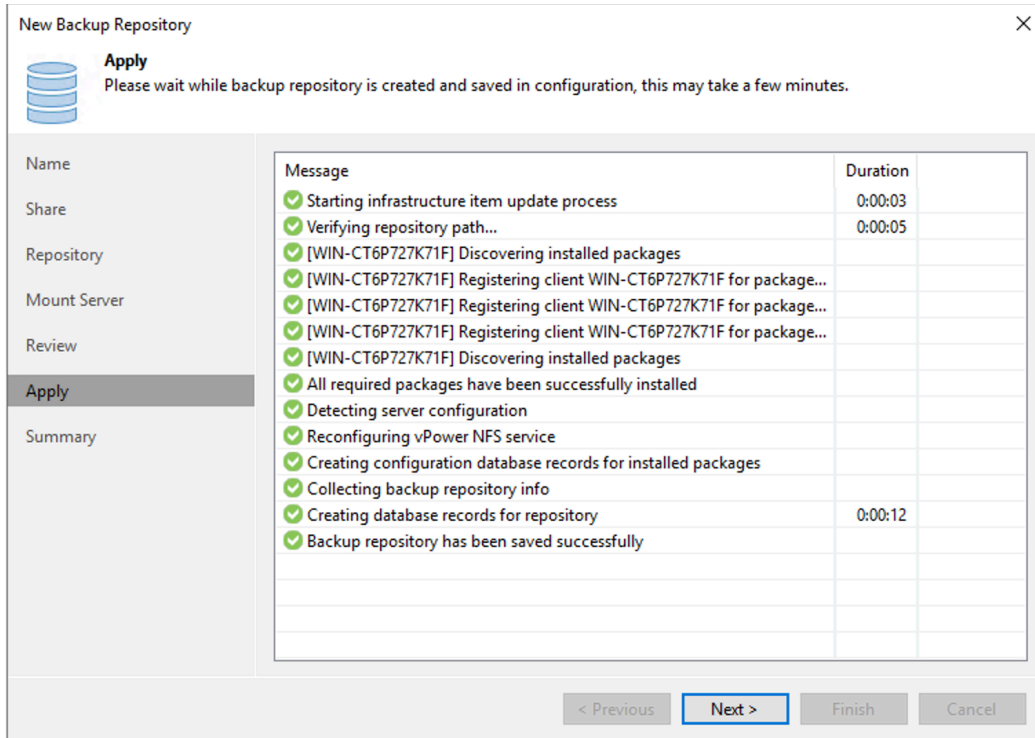 New Backup Repository
Apply
Please wait while backup repository is created and saved in configuration, this may take a few minutes.
Name
Share
Repository
Mount Server
Review
Apply
Summary
Message Duration
Starting infrastructure item update process 0:00:03
Verifying repository path... 0:00:05
[WIN-CT6P727K71F] Discovering installed packages
[WIN-CT6P727K71F] Registering client WIN-CT6P727K71F for package...
[WIN-CT6P727K71F] Registering client WIN-CT6P727K71F for package...
[WIN-CT6P727K71F] Registering client WIN-CT6P727K71F for package...
[WIN-CT6P727K71F] Discovering installed packages
All required packages have been successfully installed
Detecting server configuration
Reconfiguring vPower NFS service
Creating configuration database records for installed packages
Collecting backup repository info
Creating database records for repository 0:00:12
Backup repository has been saved successfully
< Previous Next > Finish Cancel